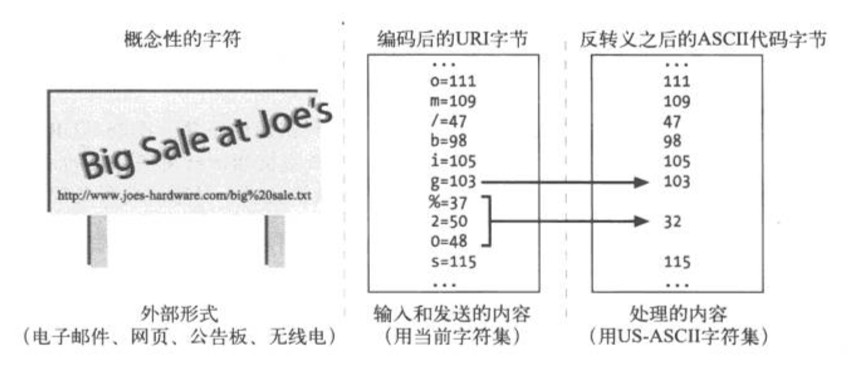 概念性的字符
Big Sale at Joe's
http://www.joes-hardware.com/big%20sale.txt
外部形式
（电子邮件、网页、公告板、无线电）
编码后的URI字节
...
o=111
m=109
/=47
b=98
i=105
g=103
%=37
2=50
0=48
s=115
...
输入和发送的内容
（用当前字符集）
反转义之后的ASCII代码字节
...
111
109
47
98
105
103
32
115
...
处理的内容
（用US-ASCII字符集）